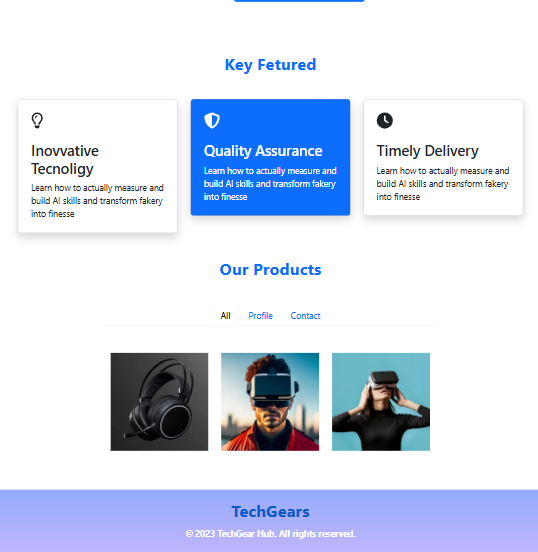 Key Fetured
Inovvative
Tecnoligy
Learn how to actually measure and
build AI skills and transform fakery
into finesse
Quality Assurance
Learn how to actually measure and
build AI skills and transform fakery
into finesse
Timely Delivery
Learn how to actually measure and
build AI skills and transform fakery
into finesse
Our Products
All Profile Contact
TechGears
© 2023 TechGear Hub. All rights reserved.